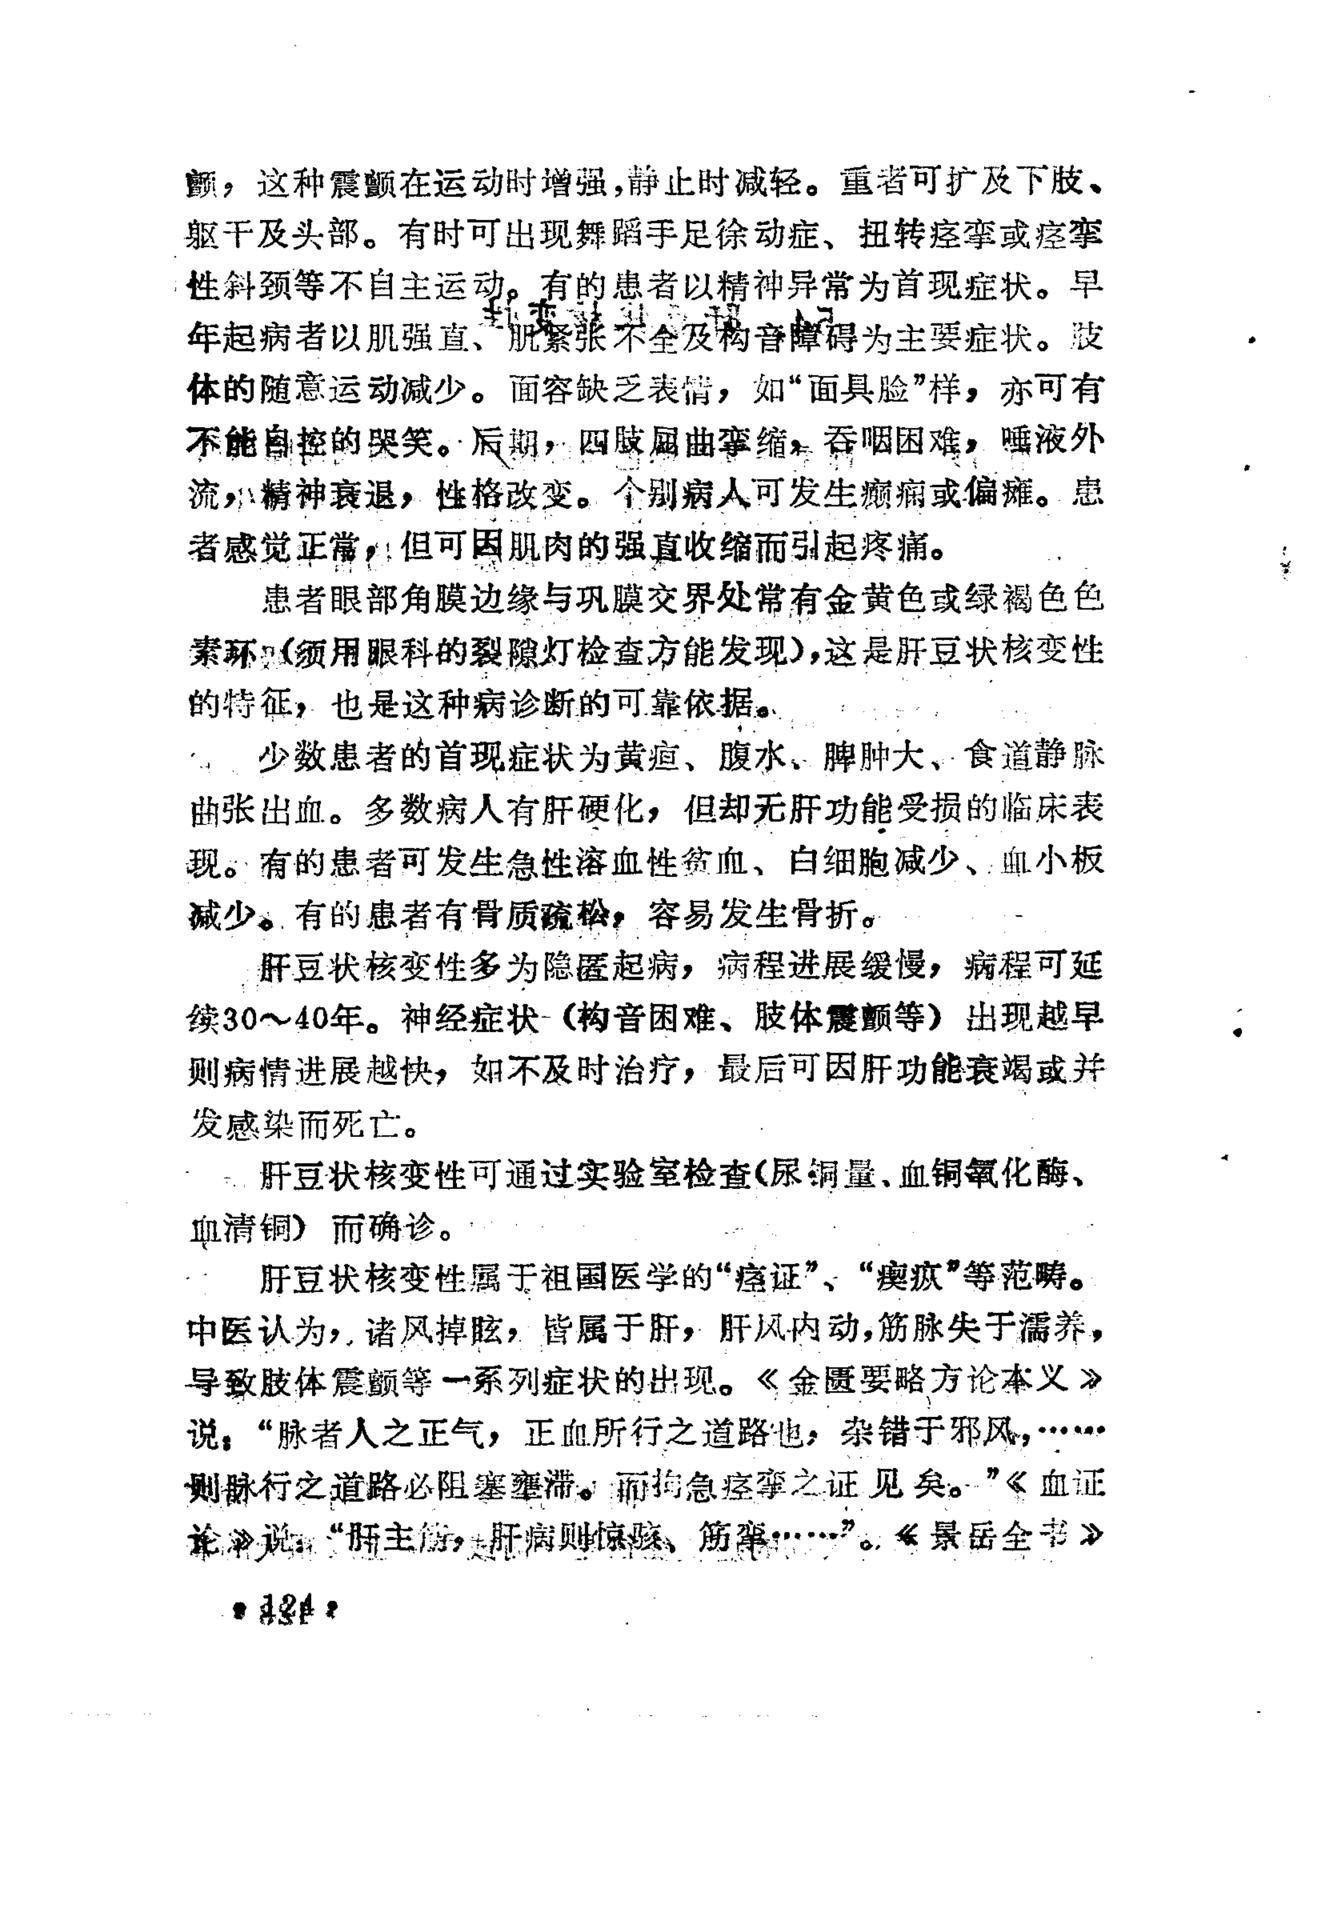 颤，这种震颤在运动时增强，静止时减轻。重者可扩及下肢、
躯干及头部。有时可出现舞蹈手足徐动症、扭转痉挛或痉挛
性斜颈等不自主运动。有的患者以精神异常为首现症状。早
年起病者以肌强直、肌紧张不全及构音障碍为主要症状。肢
体的随意运动减少。面容缺乏表情，如“面具脸”样，亦可有
不能自控的哭笑。后期，四肢屈曲挛缩，吞咽困难，唾液外
流，精神衰退，性格改变。个别病人可发生癫痫或偏瘫。患
者感觉正常，但可因肌肉的强直收缩而引起疼痛。
患者眼部角膜边缘与巩膜交界处常有金黄色或绿褐色色
素环（须用眼科的裂隙灯检查方能发现），这是肝豆状核变性
的特征，也是这种病诊断的可靠依据。
少数患者的首现症状为黄疸、腹水、脾肿大、食道静脉
曲张出血。多数病人有肝硬化，但却无肝功能受损的临床表
现。有的患者可发生急性溶血性贫血、白细胞减少、血小板
减少。有的患者有骨质疏松，容易发生骨折。
肝豆状核变性多为隐匿起病，病程进展缓慢，病程可延
续30～40年。神经症状（构音困难、肢体震颤等）出现越早
则病情进展越快，如不及时治疗，最后可因肝功能衰竭或并
发感染而死亡。
肝豆状核变性可通过实验室检查（尿铜量、血铜氧化酶、
血清铜）而确诊。
肝豆状核变性属于祖国医学的“痉证”、“瘈疭”等范畴。
中医认为，诸风掉眩，皆属于肝，肝风内动，筋脉失于濡养，
导致肢体震颤等一系列症状的出现。《金匮要略方论本义》
说：“脉者人之正气，正血所行之道路也，杂错于邪风，……
则脉行之道路必阻塞壅滞。而拘急痉挛之证见矣。”《血证
论》说：“肝主筋，肝病则惊骇、筋挛……”。《景岳全书》
• 124 •